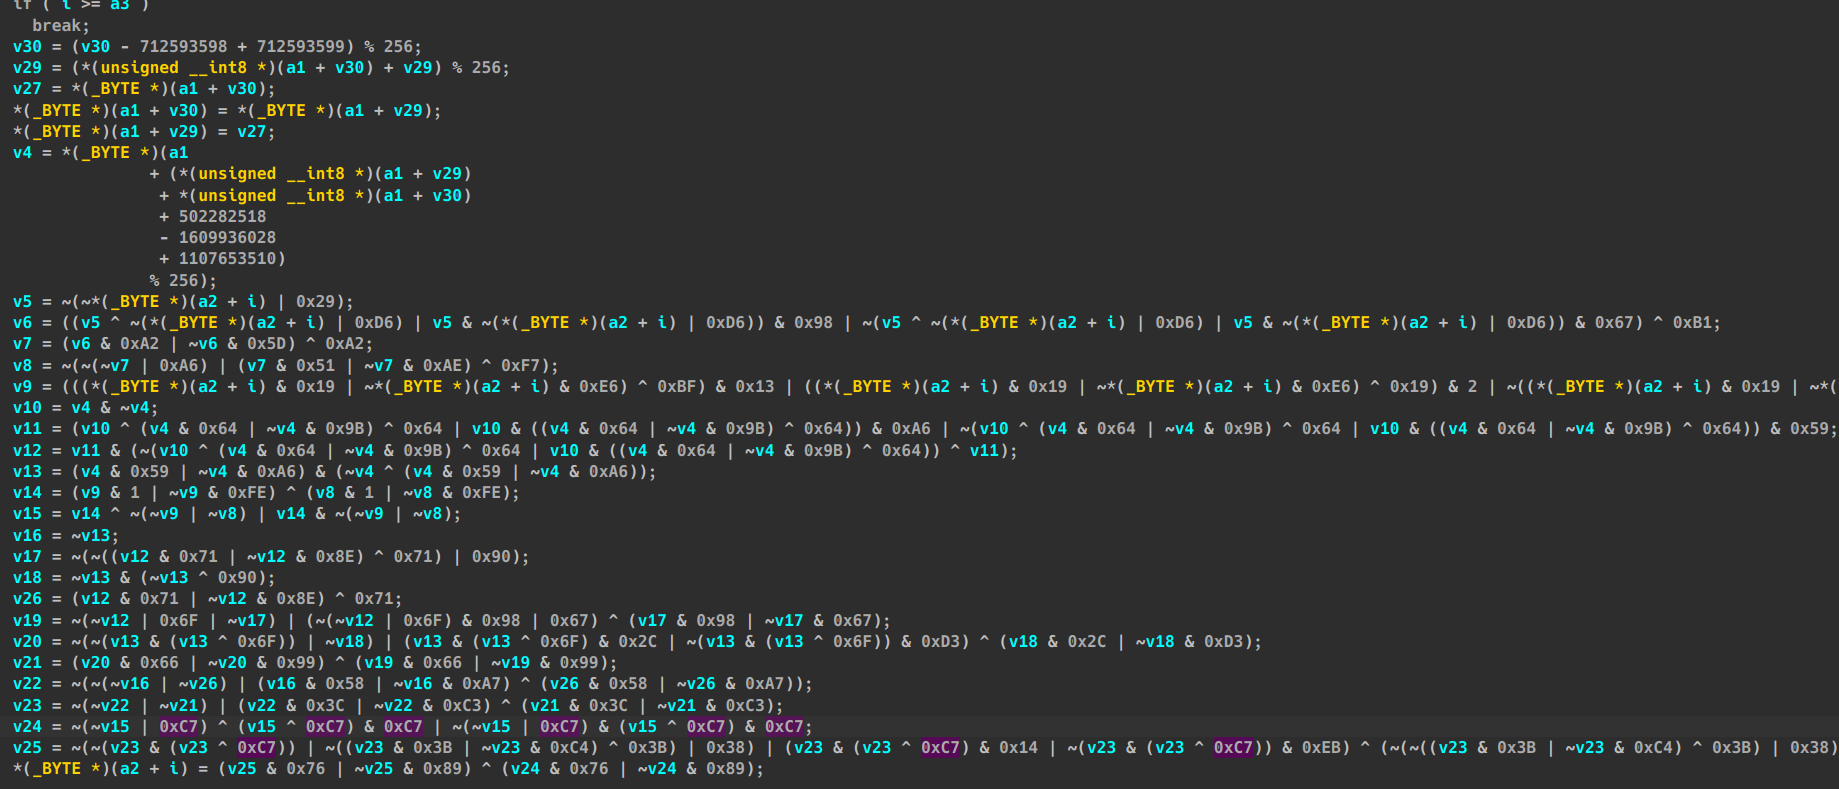 if ( i >= a3 )
break;
v30 = (v30 - 712593598 + 712593599) % 256;
v29 = (*(unsigned __int8 *)(a1 + v30) + v29) % 256;
v27 = *(_BYTE *)(a1 + v30);
*(_BYTE *)(a1 + v30) = *(_BYTE *)(a1 + v29);
*(_BYTE *)(a1 + v29) = v27;
v4 = *(_BYTE *)(a1
+ (*(unsigned __int8 *)(a1 + v29)
+ *(unsigned __int8 *)(a1 + v30)
+ 502282518
- 1609936028
+ 1107653510)
% 256);
v5 = ~(~*(_BYTE *)(a2 + i) | 0x29);
v6 = ((v5 ^ ~(*(_BYTE *)(a2 + i) | 0xD6) | v5 & ~(*(_BYTE *)(a2 + i) | 0xD6)) & 0x98 | ~(v5 ^ ~(*(_BYTE *)(a2 + i) | 0xD6) | v5 & ~(*(_BYTE *)(a2 + i) | 0xD6)) & 0x67) ^ 0xB1;
v7 = (v6 & 0xA2 | ~v6 & 0x5D) ^ 0xA2;
v8 = ~(~(~v7 | 0xA6) | (v7 & 0x51 | ~v7 & 0xAE) ^ 0xF7);
v9 = (((*(_BYTE *)(a2 + i) & 0x19 | ~*(_BYTE *)(a2 + i) & 0xE6) ^ 0xBF) & 0x13 | ((*(_BYTE *)(a2 + i) & 0x19 | ~*(_BYTE *)(a2 + i) & 0xE6) ^ 0x19) & 2 | ~((*(_BYTE *)(a2 + i) & 0x19 | ~*(
v10 = v4 & ~v4;
v11 = (v10 ^ (v4 & 0x64 | ~v4 & 0x9B) ^ 0x64 | v10 & ((v4 & 0x64 | ~v4 & 0x9B) ^ 0x64)) & 0xA6 | ~(v10 ^ (v4 & 0x64 | ~v4 & 0x9B) ^ 0x64 | v10 & ((v4 & 0x64 | ~v4 & 0x9B) ^ 0x64)) & 0x59;
v12 = v11 & (~(v10 ^ (v4 & 0x64 | ~v4 & 0x9B) ^ 0x64 | v10 & ((v4 & 0x64 | ~v4 & 0x9B) ^ 0x64)) ^ v11);
v13 = (v4 & 0x59 | ~v4 & 0xA6) & (~v4 ^ (v4 & 0x59 | ~v4 & 0xA6));
v14 = (v9 & 1 | ~v9 & 0xFE) ^ (v8 & 1 | ~v8 & 0xFE);
v15 = v14 ^ ~(~v9 | ~v8) | v14 & ~(~v9 | ~v8);
v16 = ~v13;
v17 = ~(~((v12 & 0x71 | ~v12 & 0x8E) ^ 0x71) | 0x90);
v18 = ~v13 & (~v13 ^ 0x90);
v26 = (v12 & 0x71 | ~v12 & 0x8E) ^ 0x71;
v19 = ~(~v12 | 0x6F | ~v17) | (~(~v12 | 0x6F) & 0x98 | 0x67) ^ (v17 & 0x98 | ~v17 & 0x67);
v20 = ~(~(v13 & (v13 ^ 0x6F)) | ~v18) | (v13 & (v13 ^ 0x6F) & 0x2C | ~(v13 & (v13 ^ 0x6F)) & 0xD3) ^ (v18 & 0x2C | ~v18 & 0xD3);
v21 = (v20 & 0x66 | ~v20 & 0x99) ^ (v19 & 0x66 | ~v19 & 0x99);
v22 = ~(~(~v16 | ~v26) | (v16 & 0x58 | ~v16 & 0xA7) ^ (v26 & 0x58 | ~v26 & 0xA7));
v23 = ~(~v22 | ~v21) | (v22 & 0x3C | ~v22 & 0xC3) ^ (v21 & 0x3C | ~v21 & 0xC3);
v24 = ~(~v15 | 0xC7) ^ (v15 ^ 0xC7) & 0xC7 | ~(~v15 | 0xC7) & (v15 ^ 0xC7) & 0xC7;
v25 = ~(~(v23 & (v23 ^ 0xC7)) | ~((v23 & 0x3B | ~v23 & 0xC4) ^ 0x3B) | 0x38) | (v23 & (v23 ^ 0xC7) & 0x14 | ~(v23 & (v23 ^ 0xC7)) & 0xEB) ^ (~(~((v23 & 0x3B | ~v23 & 0xC4) ^ 0x3B) | 0x38)
*(_BYTE *)(a2 + i) = (v25 & 0x76 | ~v25 & 0x89) ^ (v24 & 0x76 | ~v24 & 0x89);